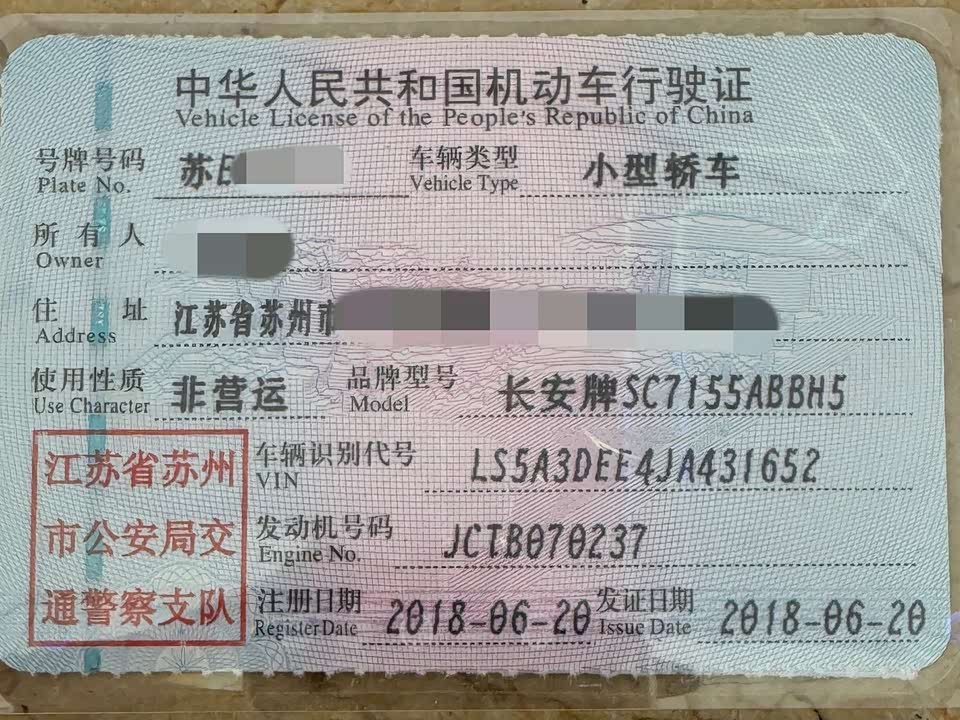 中华人民共和国机动车行驶证
Vehicle License of the People's Republic of China
号牌号码 苏E 车辆类型 小型轿车
Plate No. Vehicle Type
所有人
Owner
住址 江苏省苏州市
Address
使用性质 非营运 品牌型号 长安牌SC7155ABBH5
Use Character Model
江苏省苏州 车辆识别代号 LS5A3DEE4JA431652
VIN
市公安局交 发动机号码 JCTB070237
Engine No.
通警察支队 注册日期 2018-06-20 发证日期 2018-06-20
Register Date Issue Date